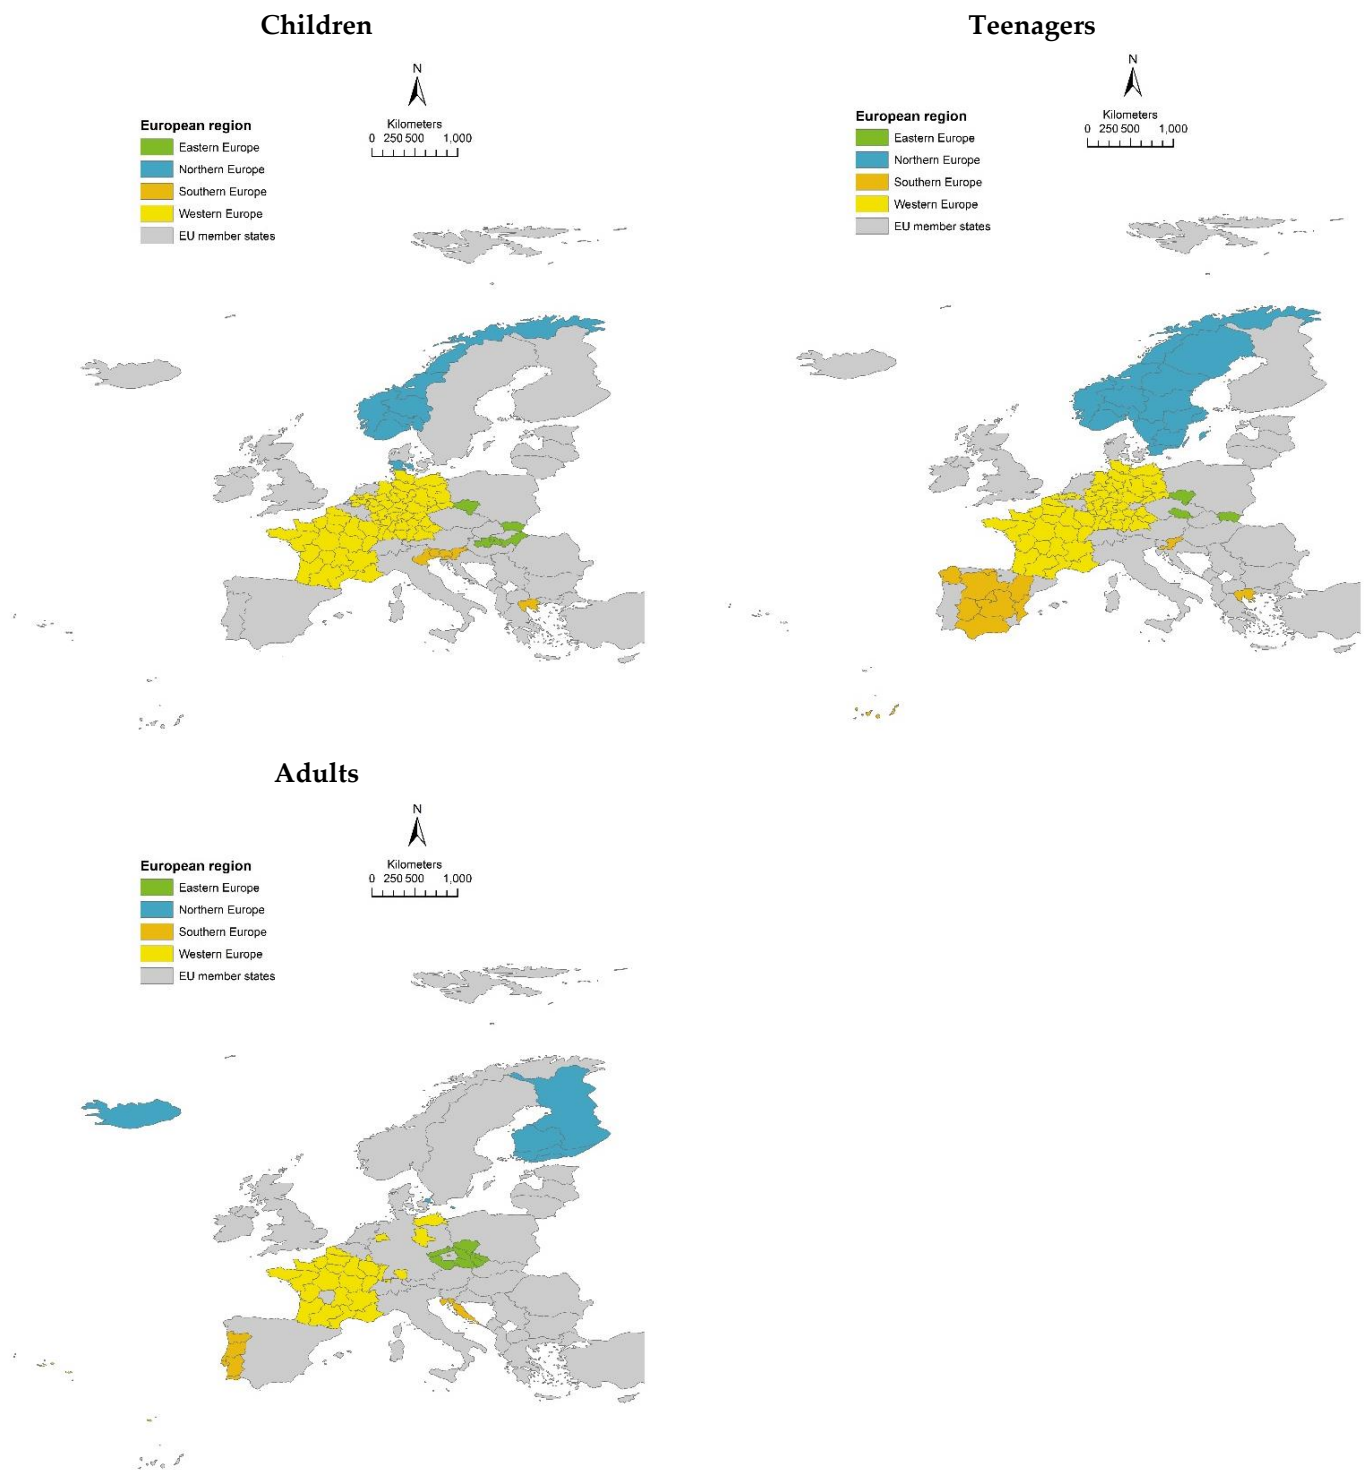 Children
N
Kilometers
0 250 500 1,000
European region
Eastern Europe
Northern Europe
Southern Europe
Western Europe
EU member states
Teenagers
N
Kilometers
0 250 500 1,000
European region
Eastern Europe
Northern Europe
Southern Europe
Western Europe
EU member states
Adults
N
Kilometers
0 250 500 1,000
European region
Eastern Europe
Northern Europe
Southern Europe
Western Europe
EU member states